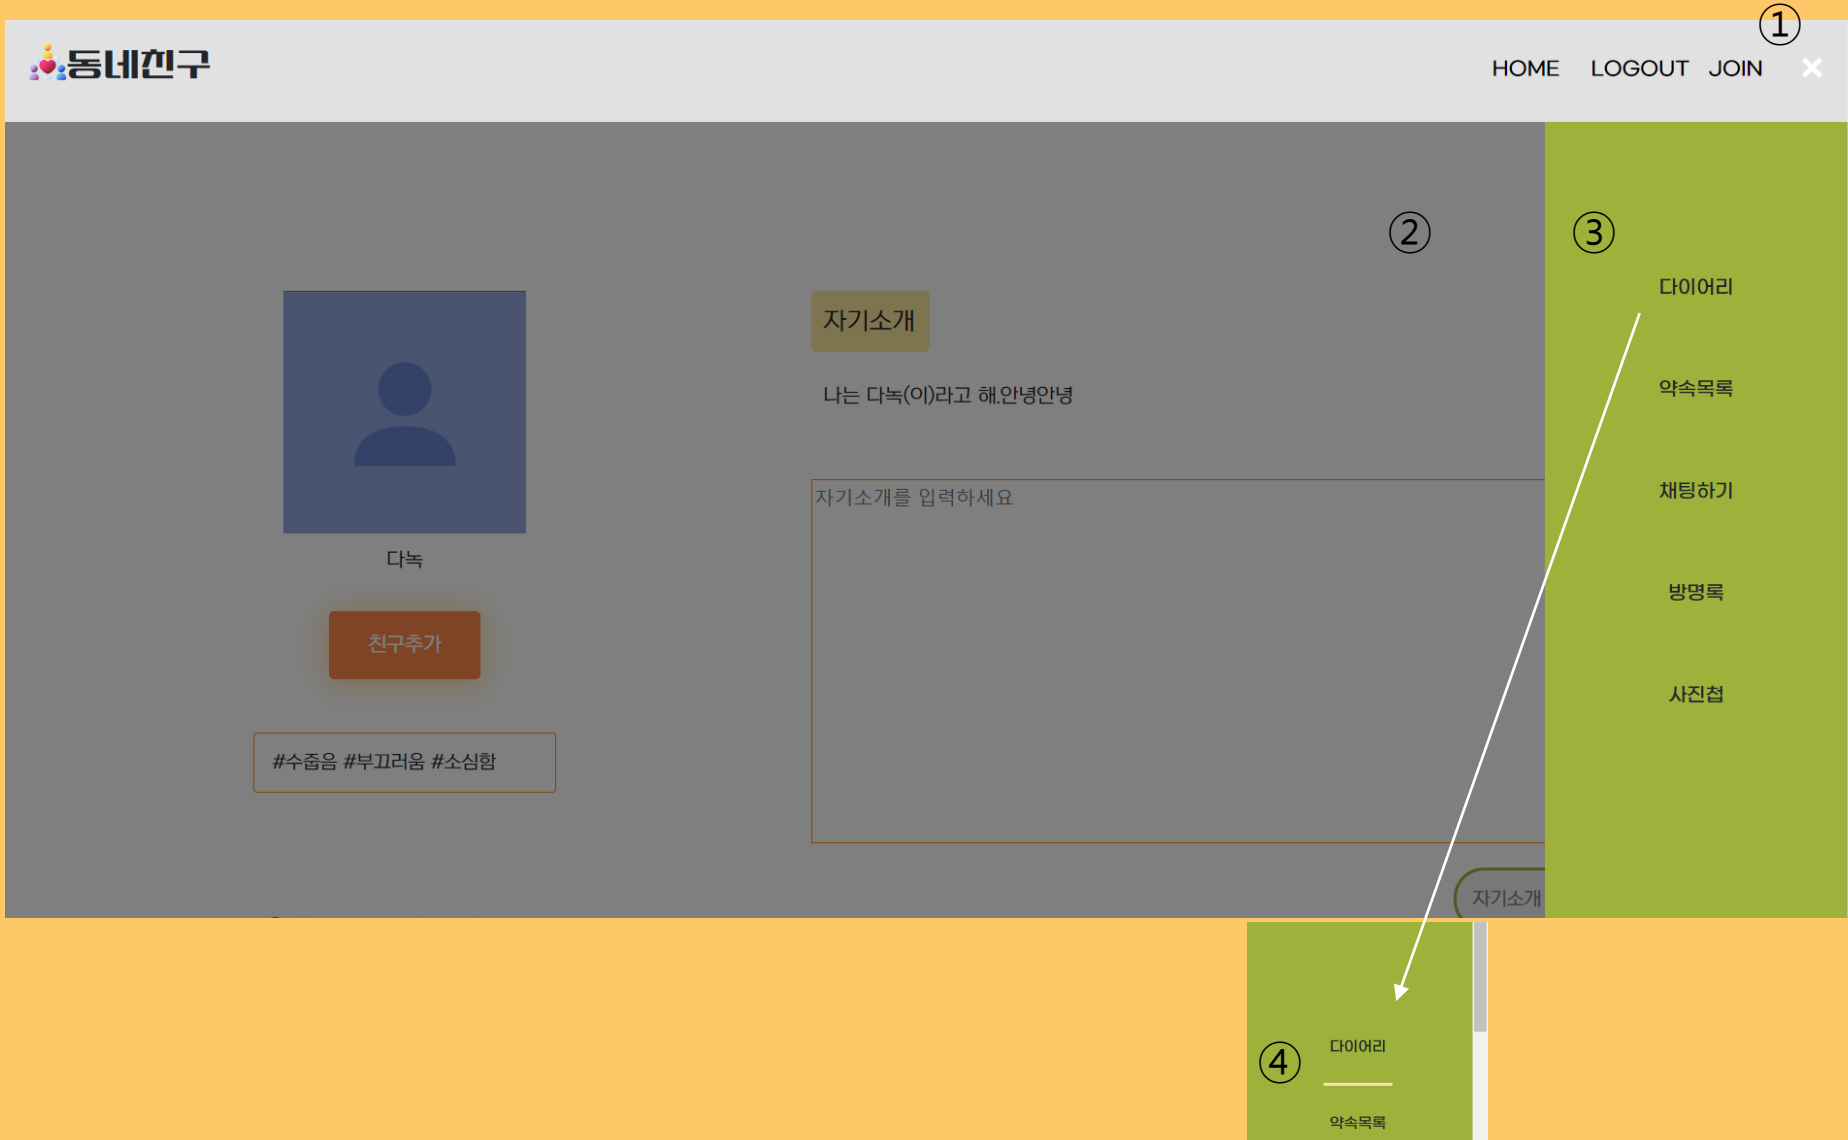 ①
동네친구
HOME LOGOUT JOIN ×
② ③
다이어리
자기소개
나는 다녹(이)라고 해.안녕안녕
약속목록
자기소개를 입력하세요
채팅하기
다녹
방명록
친구추가
사진첩
#수줍음 #부끄러움 #소심함
자기소개
④ 다이어리
약속목록